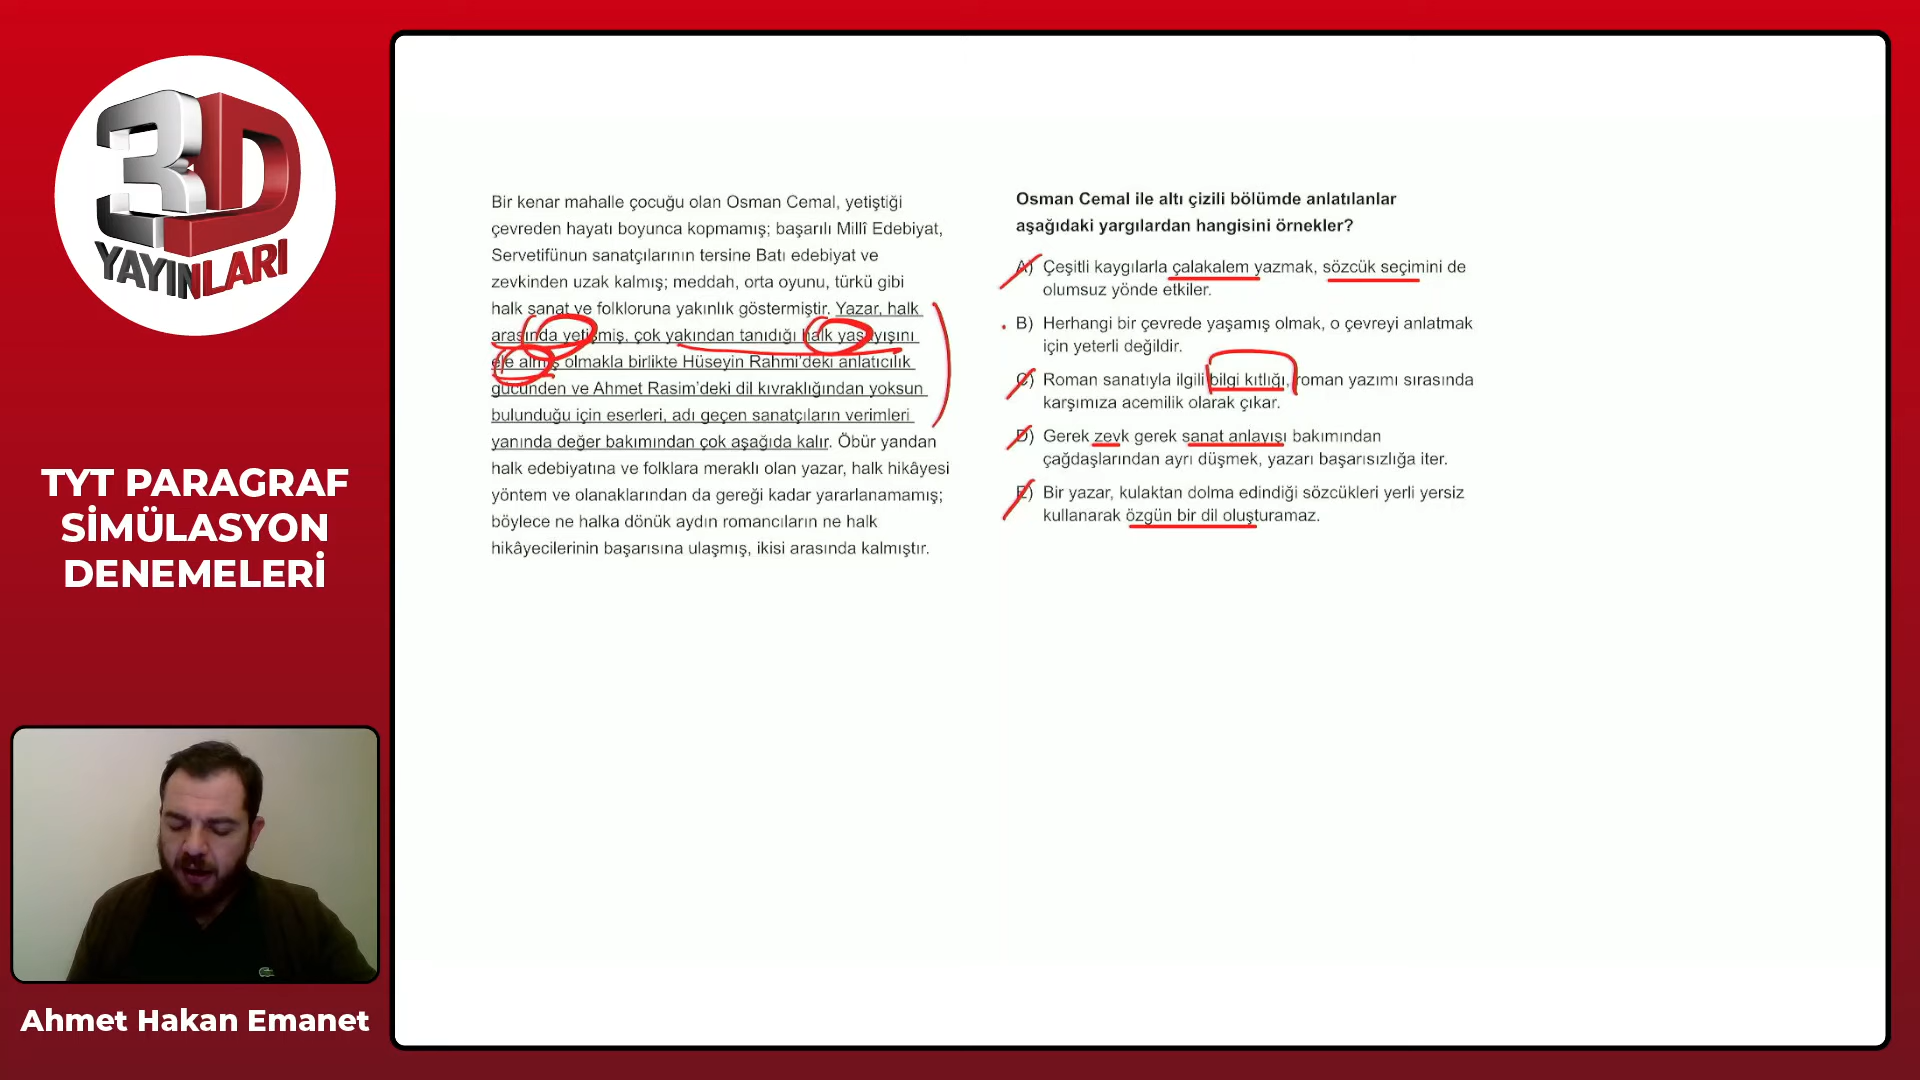 3D
YAYINLARI
TYT PARAGRAF
SİMÜLASYON
DENEMELERİ
Ahmet Hakan Emanet
Bir kenar mahalle çocuğu olan Osman Cemal, yetiştiği
çevreden hayatı boyunca kopmamış; başarılı Millî Edebiyat,
Servetifünun sanatçılarının tersine Batı edebiyat ve
zevkinden uzak kalmış; meddah, orta oyunu, türkü gibi
halk sanat ve folkloruna yakınlık göstermiştir. Yazar, halk
arasında yetişmiş, çok yakından tanıdığı halk yaşayışını
ele almış olmakla birlikte Hüseyin Rahmi'deki anlatıcılık
gücünden ve Ahmet Rasim'deki dil kıvraklığından yoksun
bulunduğu için eserleri, adı geçen sanatçıların verimleri
yanında değer bakımından çok aşağıda kalır. Öbür yandan
halk edebiyatına ve folklara meraklı olan yazar, halk hikâyesi
yöntem ve olanaklarından da gereği kadar yararlanamamış;
böylece ne halka dönük aydın romancıların ne halk
hikâyecilerinin başarısına ulaşmış, ikisi arasında kalmıştır.
Osman Cemal ile altı çizili bölümde anlatılanlar
aşağıdaki yargılardan hangisini örnekler?
A) Çeşitli kaygılarla çalakalem yazmak, sözcük seçimini de
olumsuz yönde etkiler.
B) Herhangi bir çevrede yaşamış olmak, o çevreyi anlatmak
için yeterli değildir.
C) Roman sanatıyla ilgili bilgi kıtlığı, roman yazımı sırasında
karşımıza acemilik olarak çıkar.
D) Gerek zevk gerek sanat anlayışı bakımından
çağdaşlarından ayrı düşmek, yazarı başarısızlığa iter.
E) Bir yazar, kulaktan dolma edindiği sözcükleri yerli yersiz
kullanarak özgün bir dil oluşturamaz.